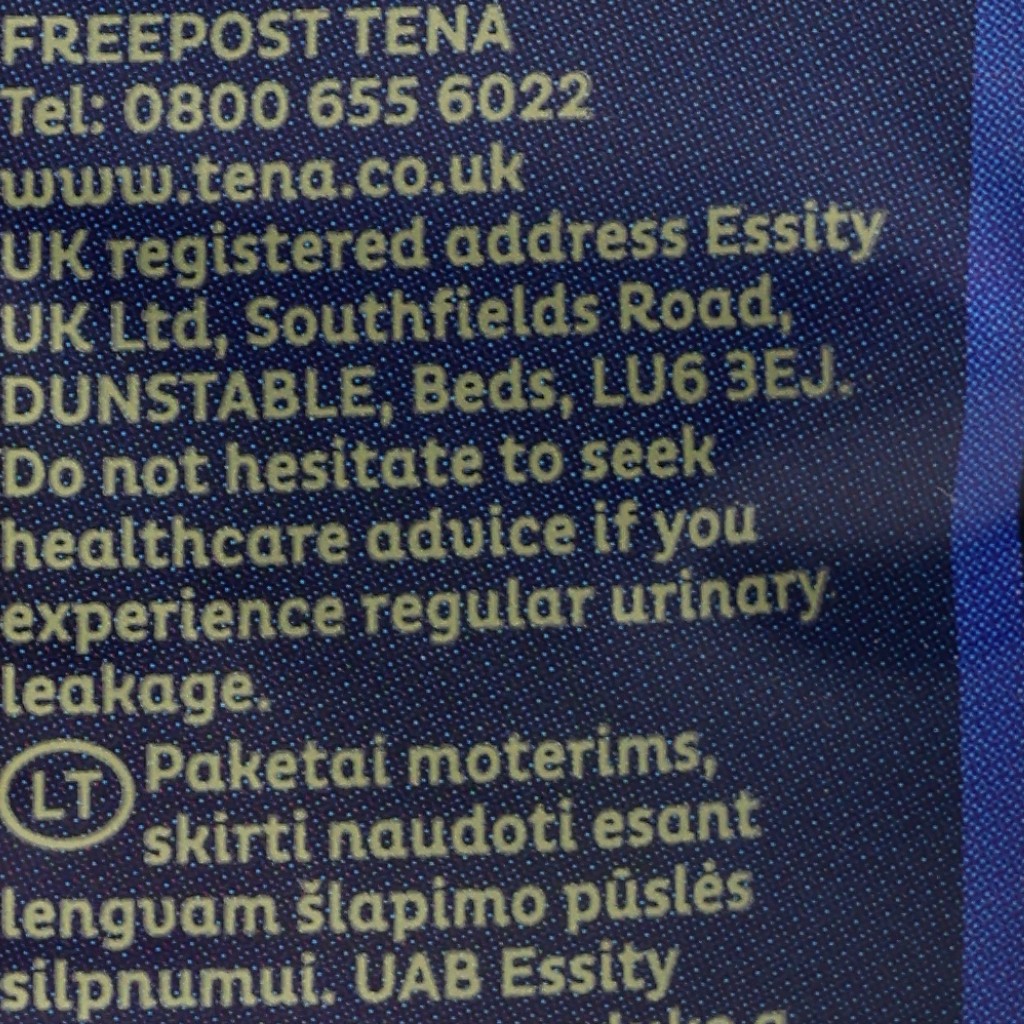 FREEPOST TENA
Tel: 0800 655 6022
www.tena.co.uk
UK registered address Essity
UK Ltd, Southfields Road,
DUNSTABLE, Beds, LU6 3EJ.
Do not hesitate to seek
healthcare advice if you
experience regular urinary
leakage.
LT Paketai moterims,
skirti naudoti esant
lengvam šlapimo pūslės
silpnumui. UAB Essity